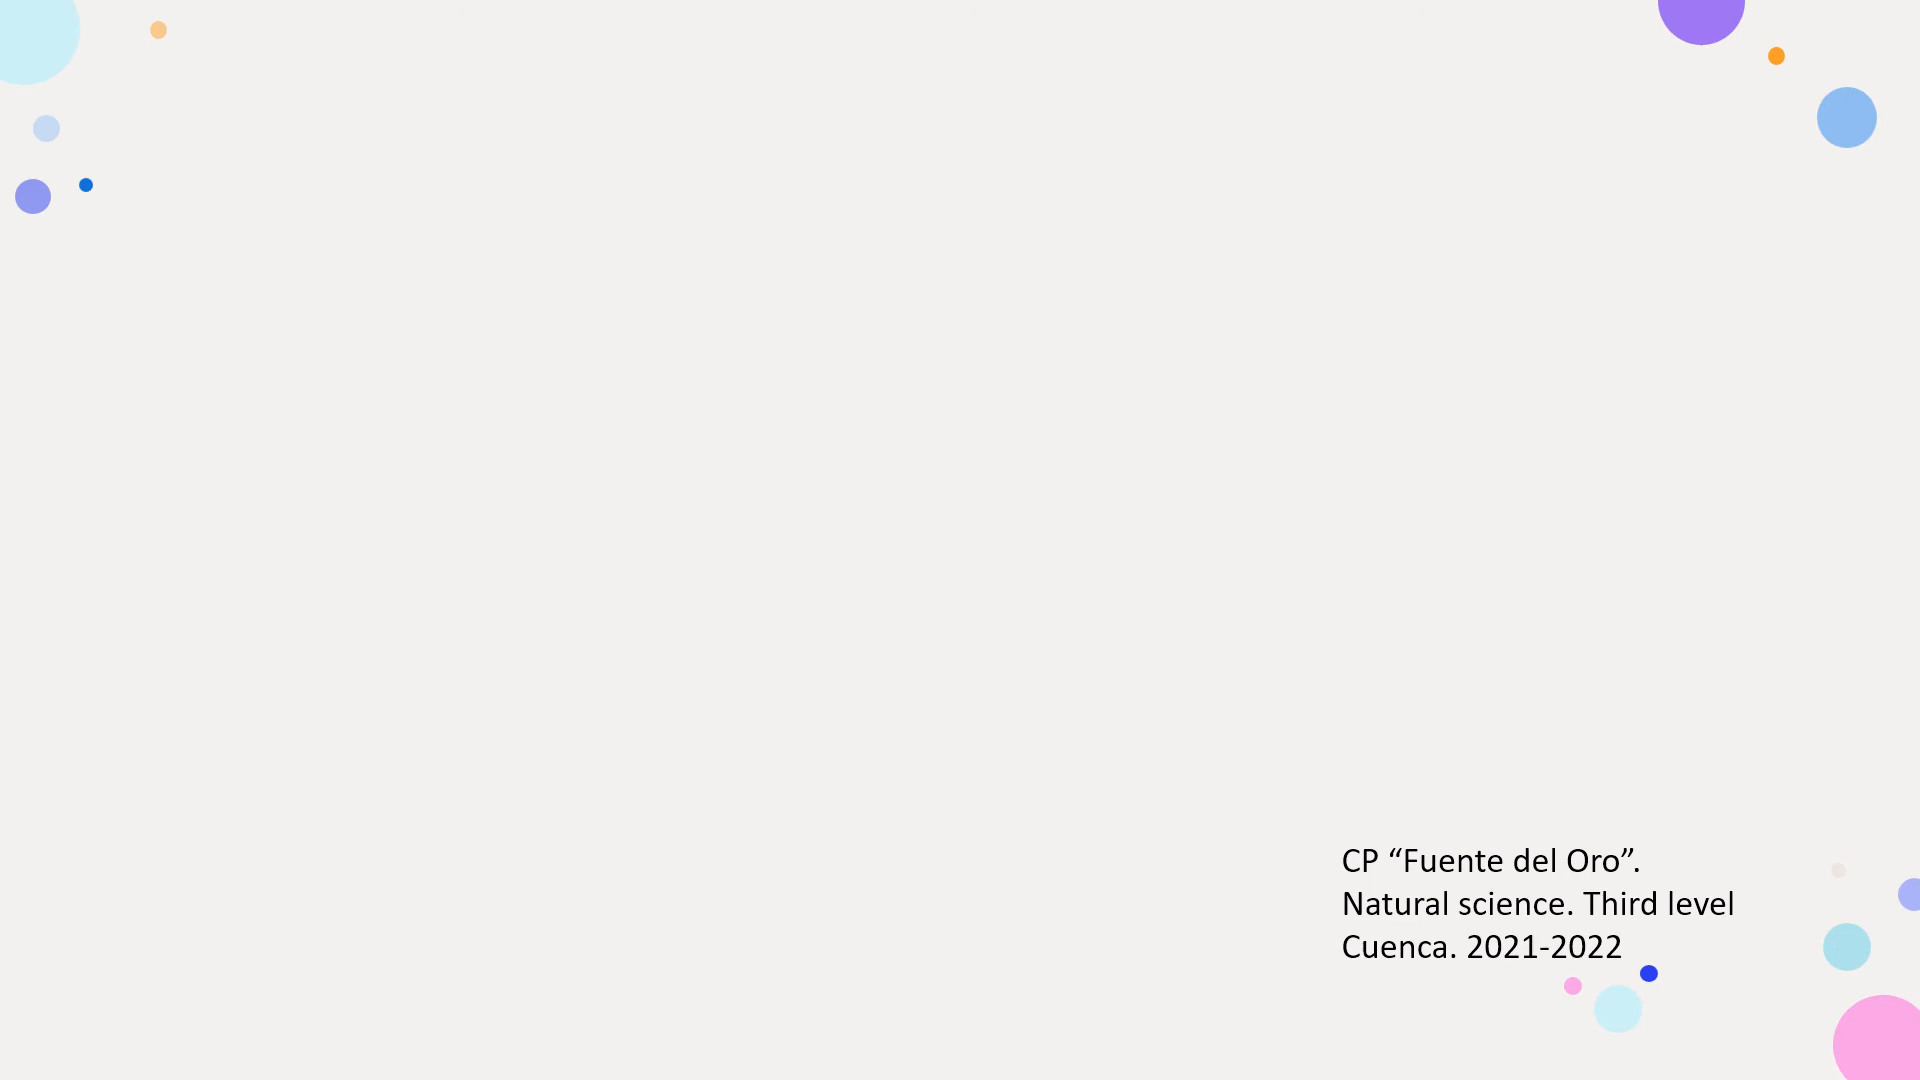 CP “Fuente del Oro”.
Natural science. Third level
Cuenca. 2021-2022